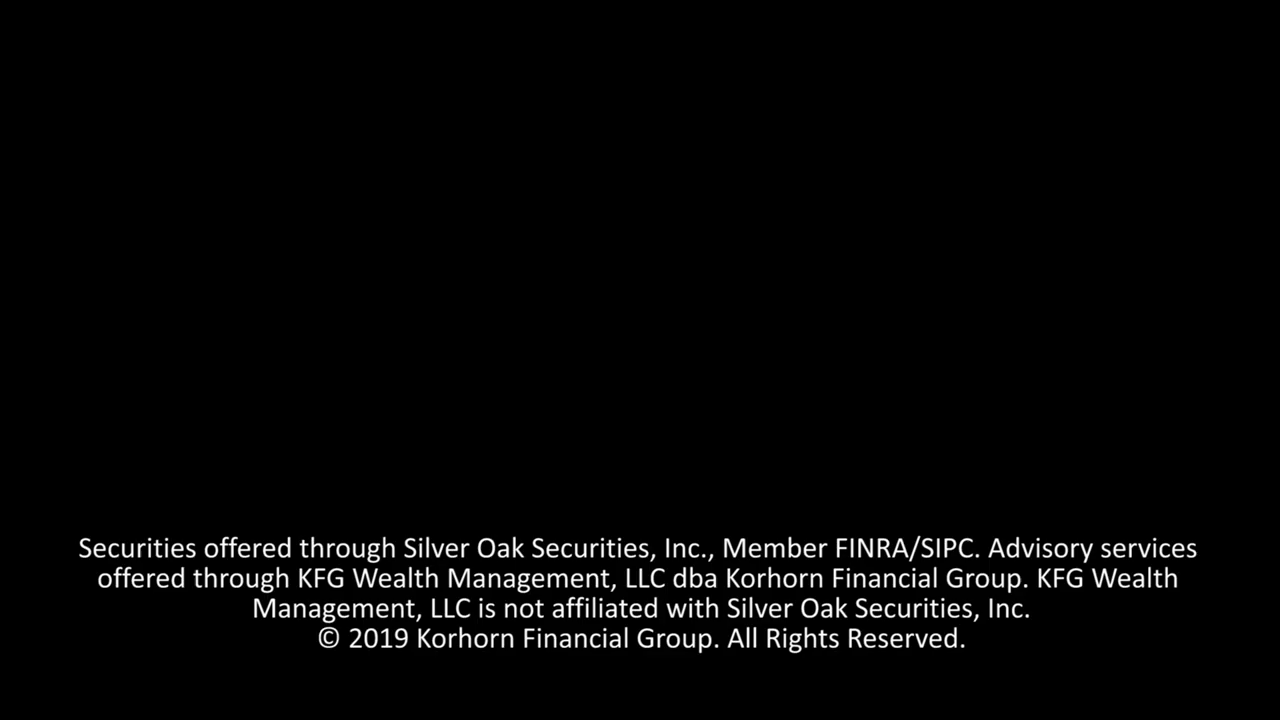 Securities offered through Silver Oak Securities, Inc., Member FINRA/SIPC. Advisory services
offered through KFG Wealth Management, LLC dba Korhorn Financial Group. KFG Wealth
Management, LLC is not affiliated with Silver Oak Securities, Inc.
© 2019 Korhorn Financial Group. All Rights Reserved.